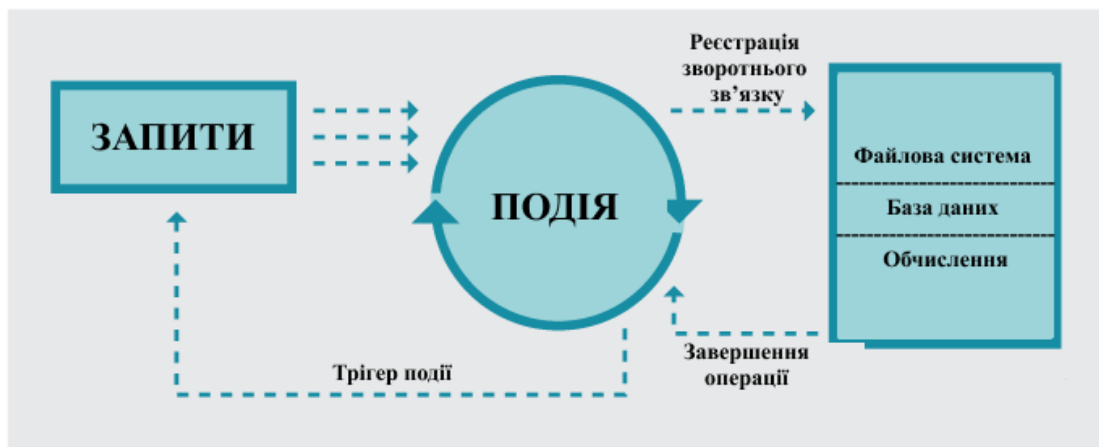 Реєстрація
зворотнього
зв’язку
ЗАПИТИ
ПОДІЯ
Файлова система
База даних
Обчислення
Завершення
операції
Трігер події